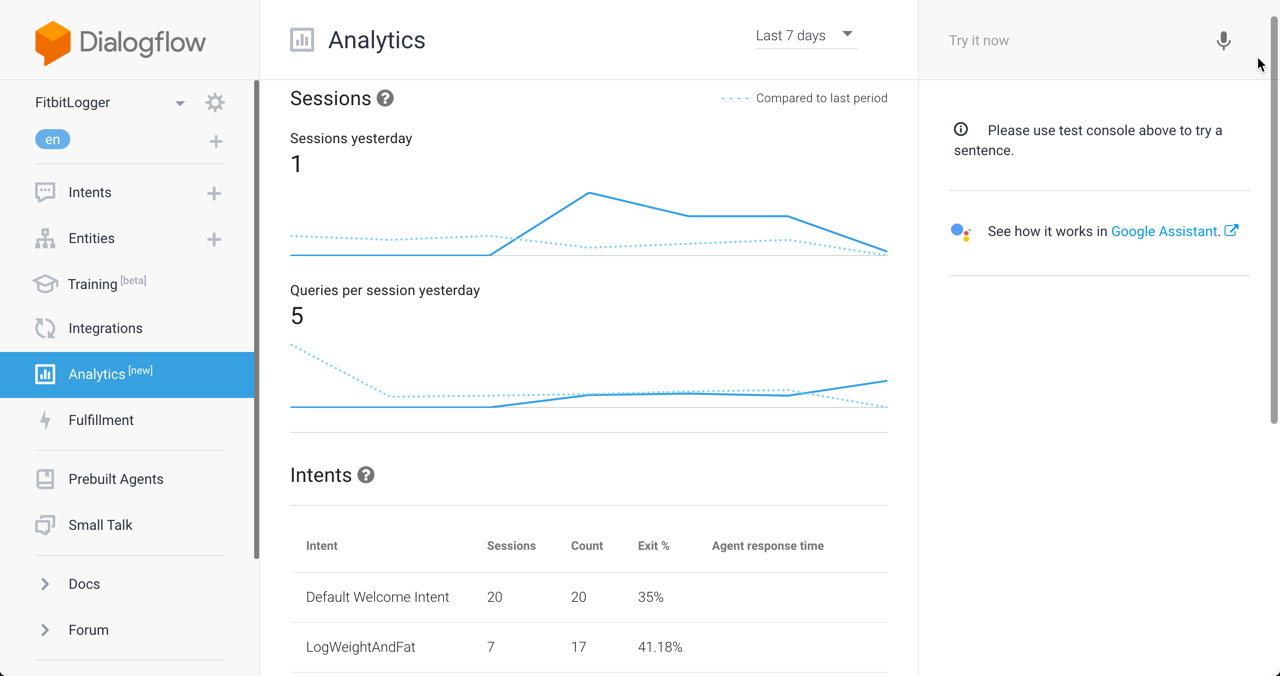 Dialogflow
FitbitLogger
en
Intents
Entities
Training [beta]
Integrations
Analytics [new]
Fulfillment
Prebuilt Agents
Small Talk
Docs
Forum
Analytics
Last 7 days
Sessions ?
Compared to last period
Sessions yesterday
1
Queries per session yesterday
5
Intents ?
Intent Sessions Count Exit % Agent response time
Default Welcome Intent 20 20 35%
LogWeightAndFat 7 17 41.18%
Try it now
Please use test console above to try a
sentence.
See how it works in Google Assistant.